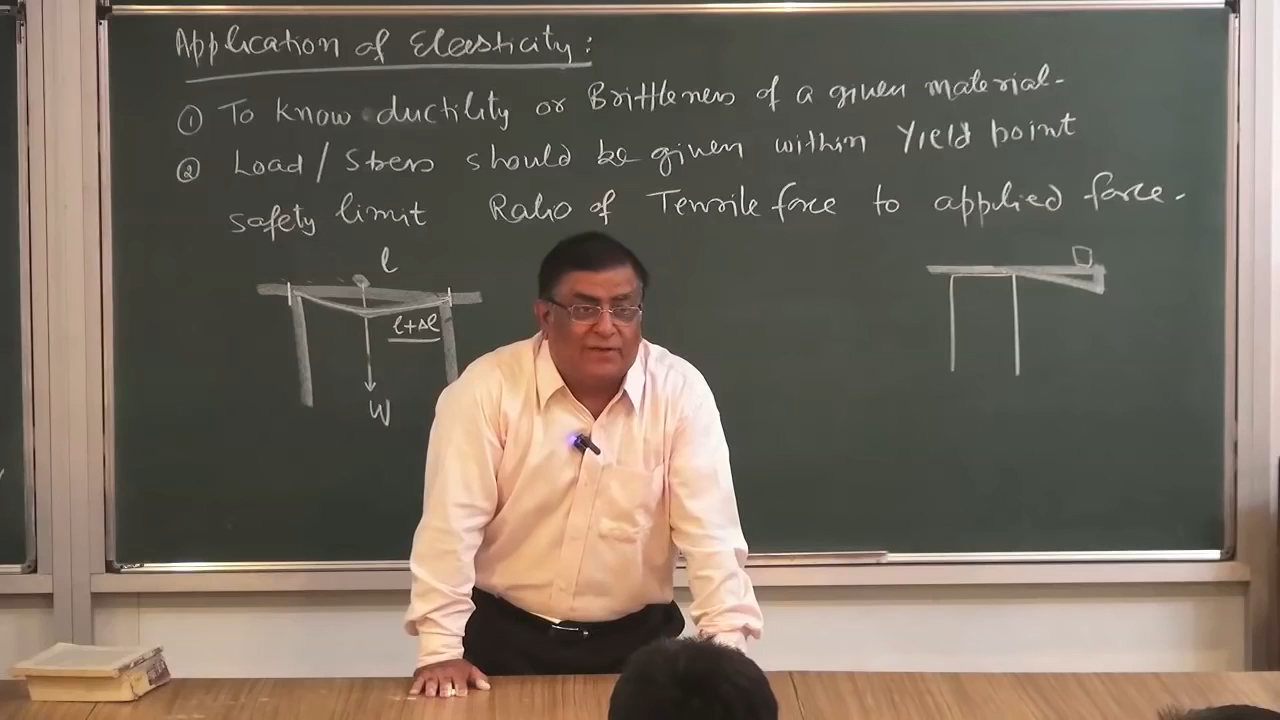 Application of Elasticity:
① To know ductility or Brittleness of a given material-
② Load/Stress should be given within Yield point
safety limit Ratio of Tensile force to applied force.
l
l+Δl
W